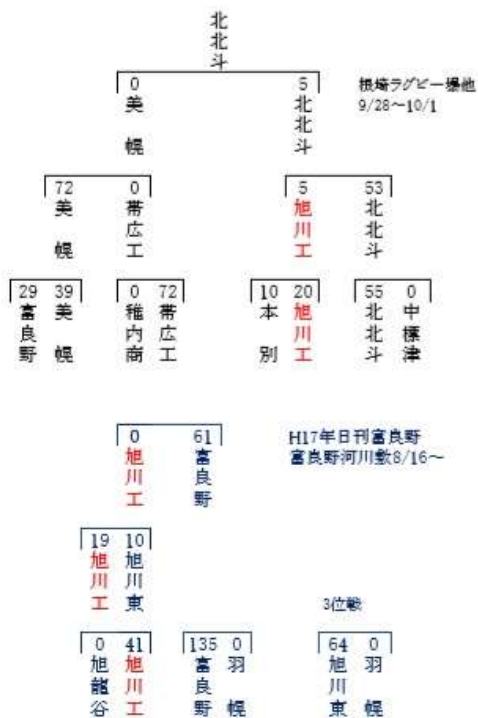 北北斗
0 5
美幌 北北斗
根埼ラグビー場他
9/28～10/1
72 0 5 53
美幌 帯広工 旭川工 北北斗
29 39 0 72 10 20 55 0
富良野 美幌 稚内商 帯広工 本別 旭川工 北北斗 中標津
0 61
旭川工 富良野
H17年日刊富良野
富良野河川敷8/16～
19 10
旭川工 旭川東
3位戦
0 41 135 0 64 0
旭龍谷 旭川工 富良野 羽幌 旭川東 羽幌